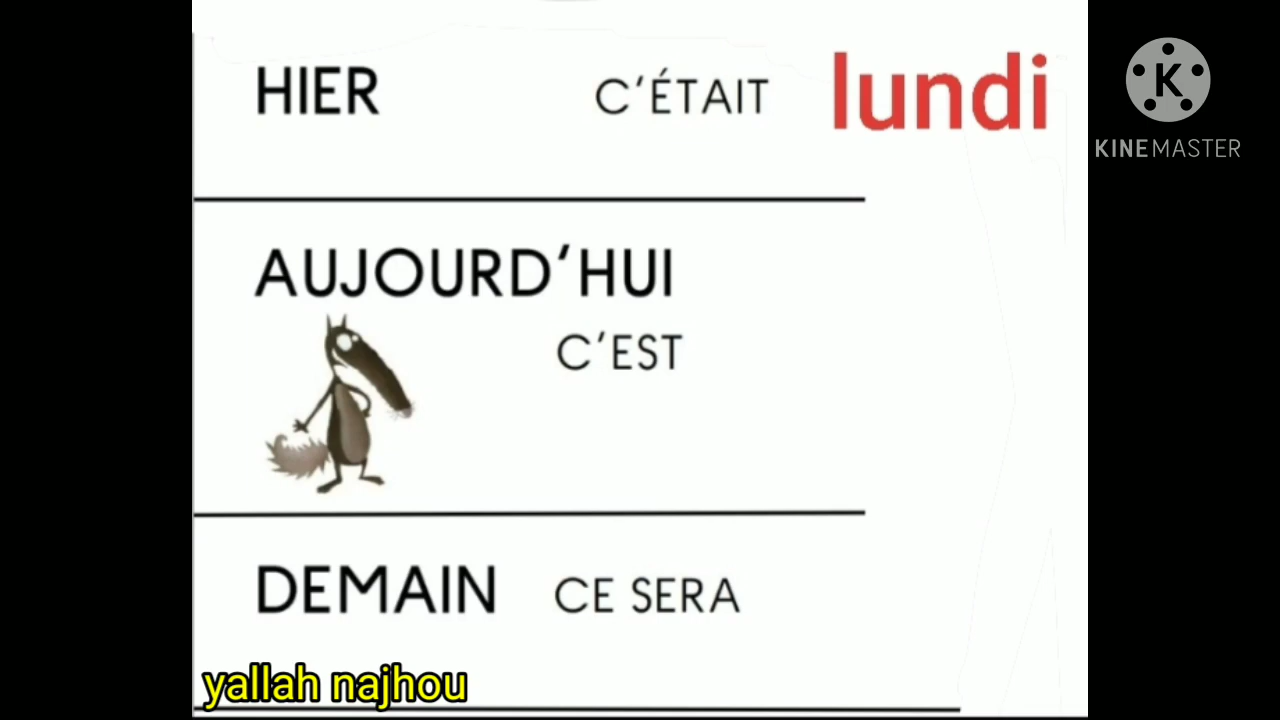 HIER C'ÉTAIT lundi
AUJOURD'HUI
C'EST
DEMAIN CE SERA
yallah najhou
K
KINEMASTER